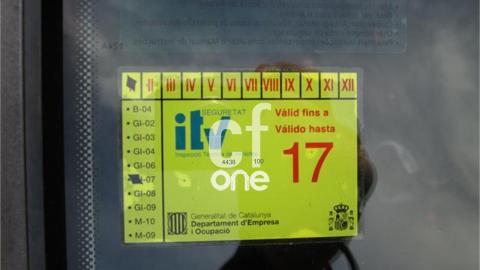 II III IV V VI VII VIII IX X XI XII
B-04
GI-02
GI-03
GI-04
GI-06
GI-07
GI-08
GI-09
M-10
M-09
SEGURETAT
itv
4438 100
Vàlid fins a
Válido hasta
17
cf
one
Generalitat de Catalunya
Departament d'Empresa
i Ocupació